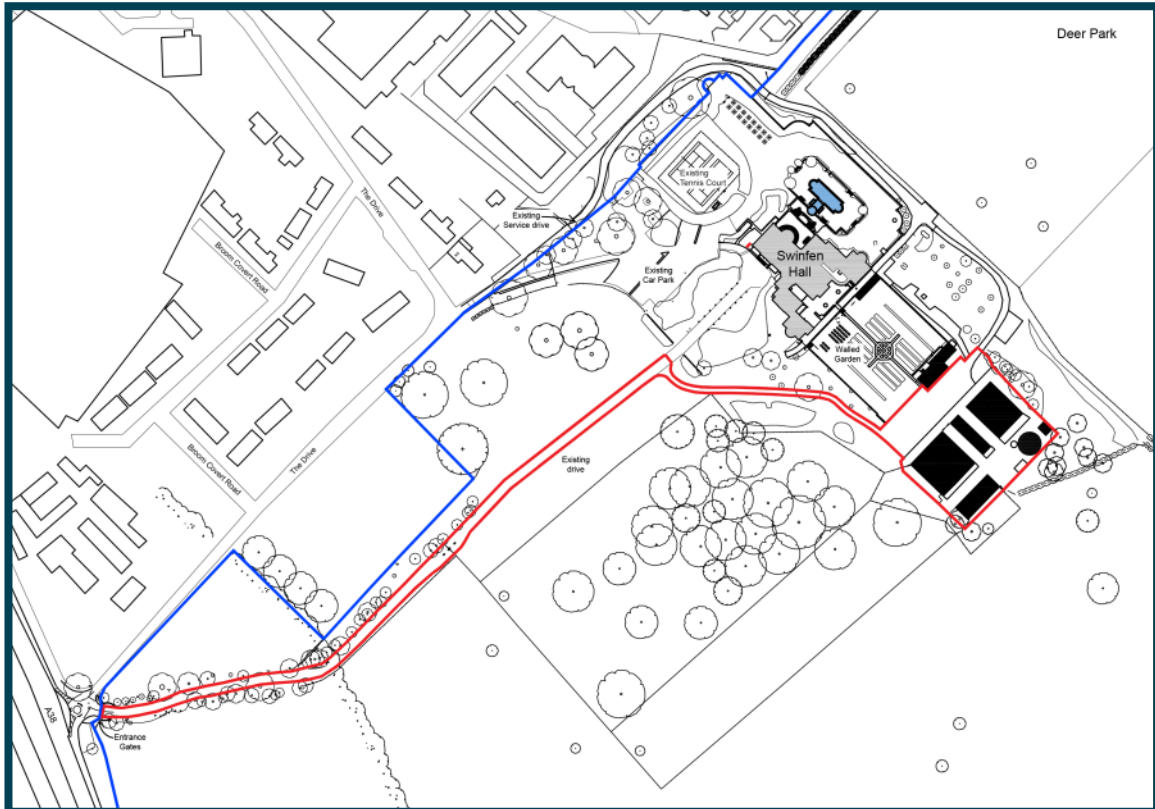 Deer Park
The Drive
Existing
Tennis Court
Existing
Service drive
Broom Covert Road
Swinfen
Hall
Existing
Car Park
Walled
Garden
Broom Covert Road
The Drive
Existing
drive
A38
Entrance
Gates